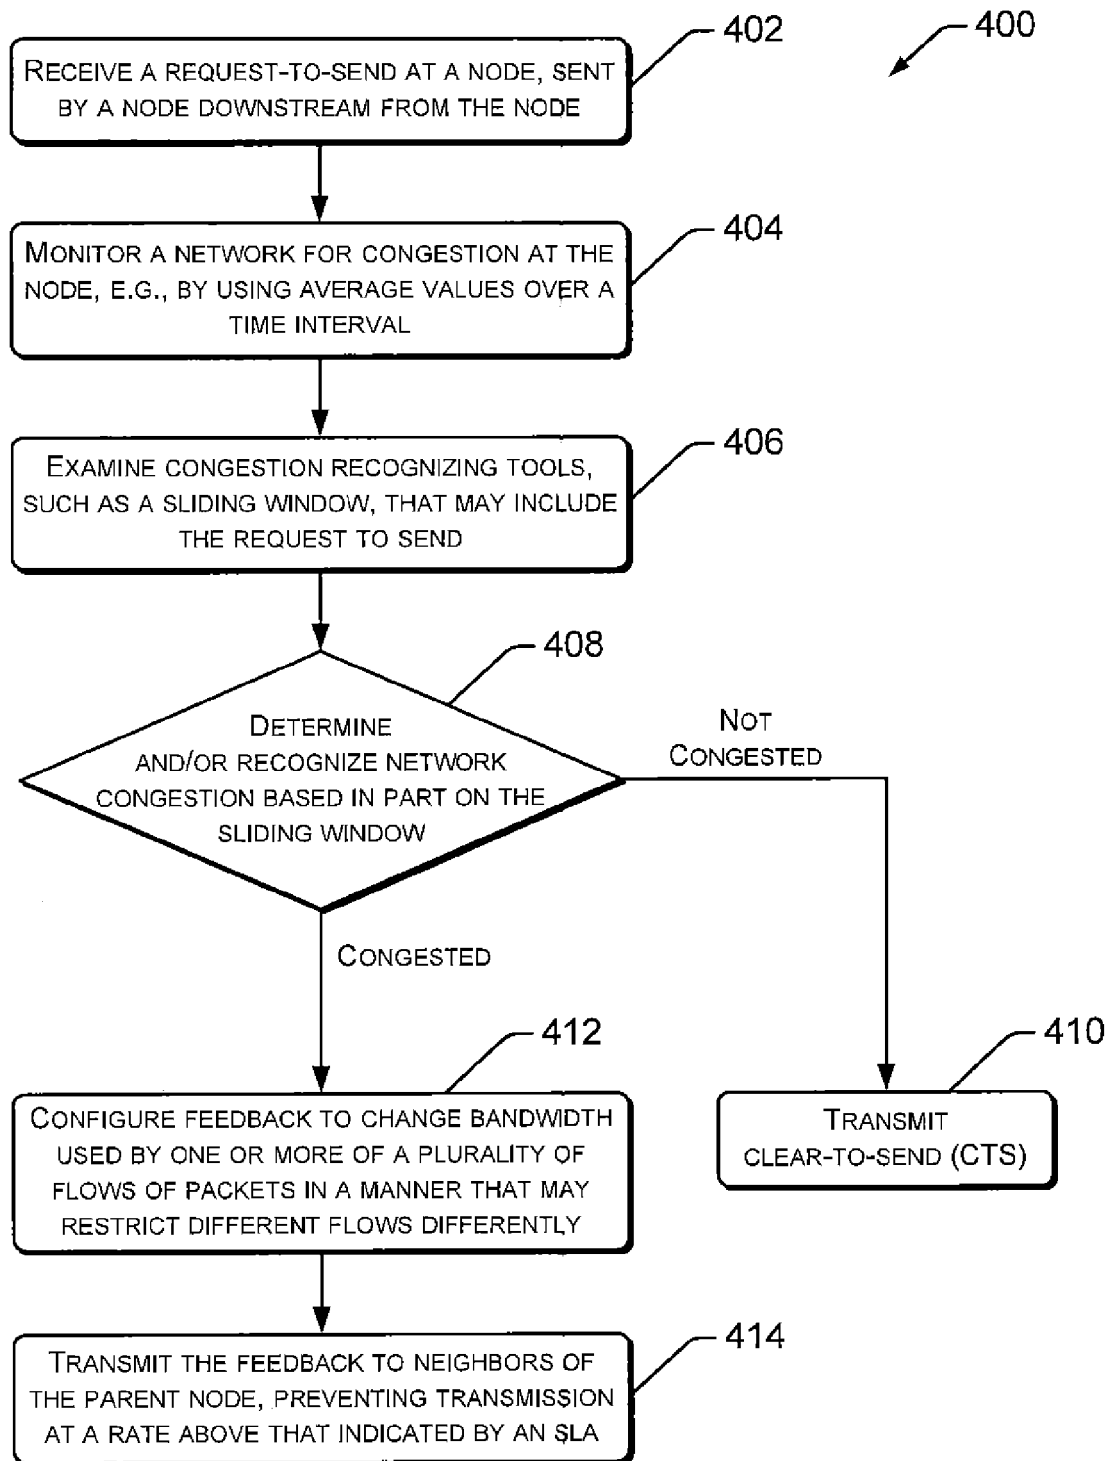 402
400
RECEIVE A REQUEST-TO-SEND AT A NODE, SENT
BY A NODE DOWNSTREAM FROM THE NODE
404
MONITOR A NETWORK FOR CONGESTION AT THE
NODE, E.G., BY USING AVERAGE VALUES OVER A
TIME INTERVAL
406
EXAMINE CONGESTION RECOGNIZING TOOLS,
SUCH AS A SLIDING WINDOW, THAT MAY INCLUDE
THE REQUEST TO SEND
408
DETERMINE
AND/OR RECOGNIZE NETWORK
CONGESTION BASED IN PART ON THE
SLIDING WINDOW
NOT
CONGESTED
CONGESTED
412
410
CONFIGURE FEEDBACK TO CHANGE BANDWIDTH
USED BY ONE OR MORE OF A PLURALITY OF
FLOWS OF PACKETS IN A MANNER THAT MAY
RESTRICT DIFFERENT FLOWS DIFFERENTLY
TRANSMIT
CLEAR-TO-SEND (CTS)
414
TRANSMIT THE FEEDBACK TO NEIGHBORS OF
THE PARENT NODE, PREVENTING TRANSMISSION
AT A RATE ABOVE THAT INDICATED BY AN SLA